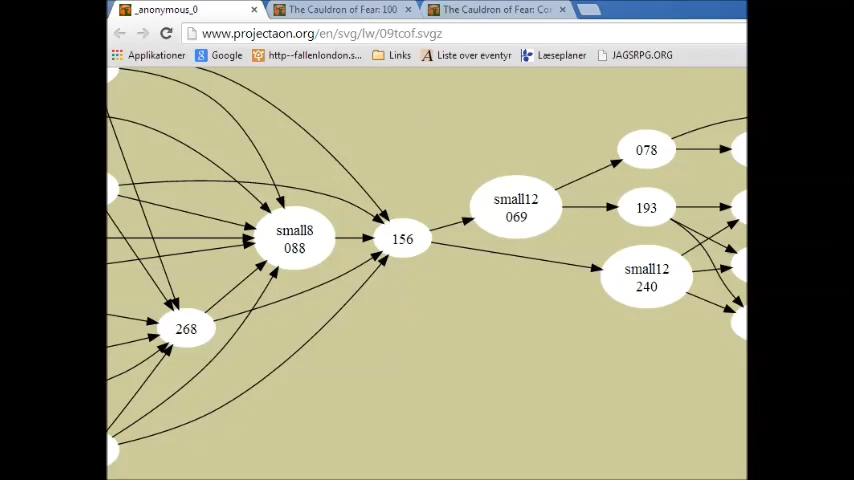 _anonymous_0
The Cauldron of Fear: 100
The Cauldron of Fear: Co
www.projectaon.org/en/svg/lw/09tcof.svgz
Applikationer
Google
http--fallenlondon.s...
Links
Liste over eventyr
Læseplaner
JAGSRPG.ORG
078
small12
069
193
small8
088
156
small12
240
268